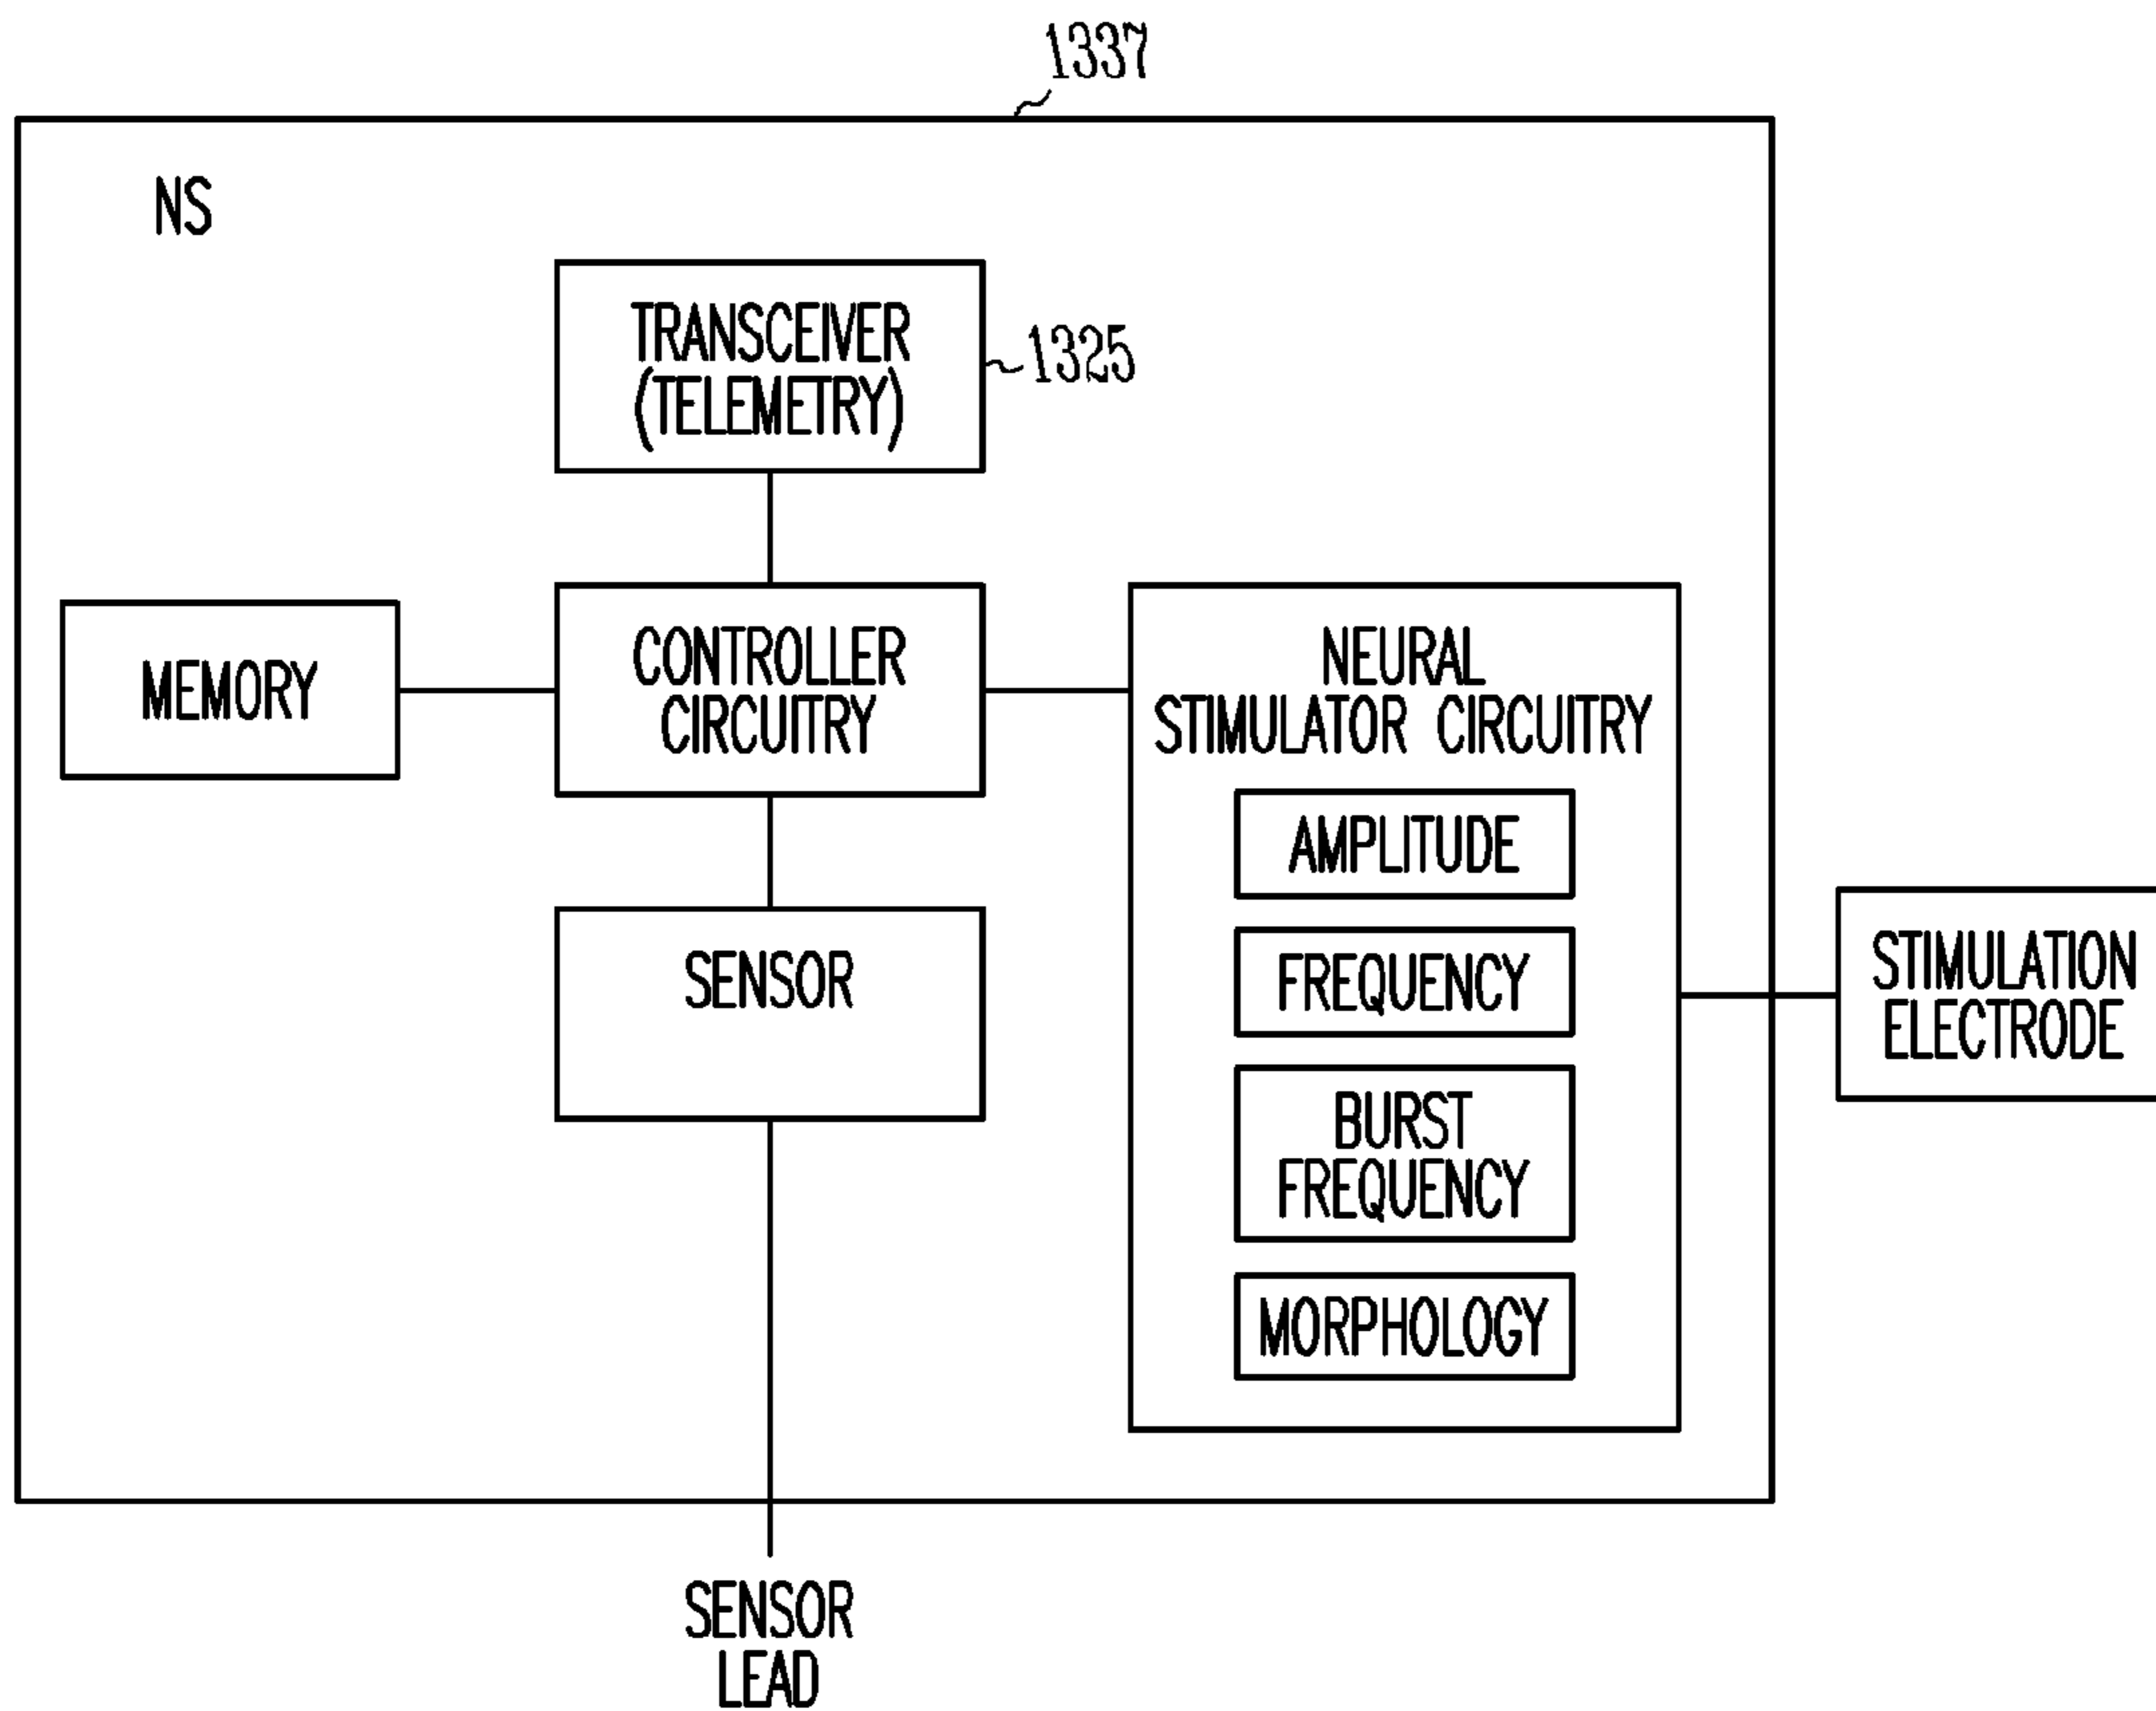 1337
NS
TRANSCEIVER
(TELEMETRY)
1325
MEMORY
CONTROLLER
CIRCUITRY
NEURAL
STIMULATOR CIRCUITRY
AMPLITUDE
FREQUENCY
BURST
FREQUENCY
MORPHOLOGY
SENSOR
STIMULATION
ELECTRODE
SENSOR
LEAD